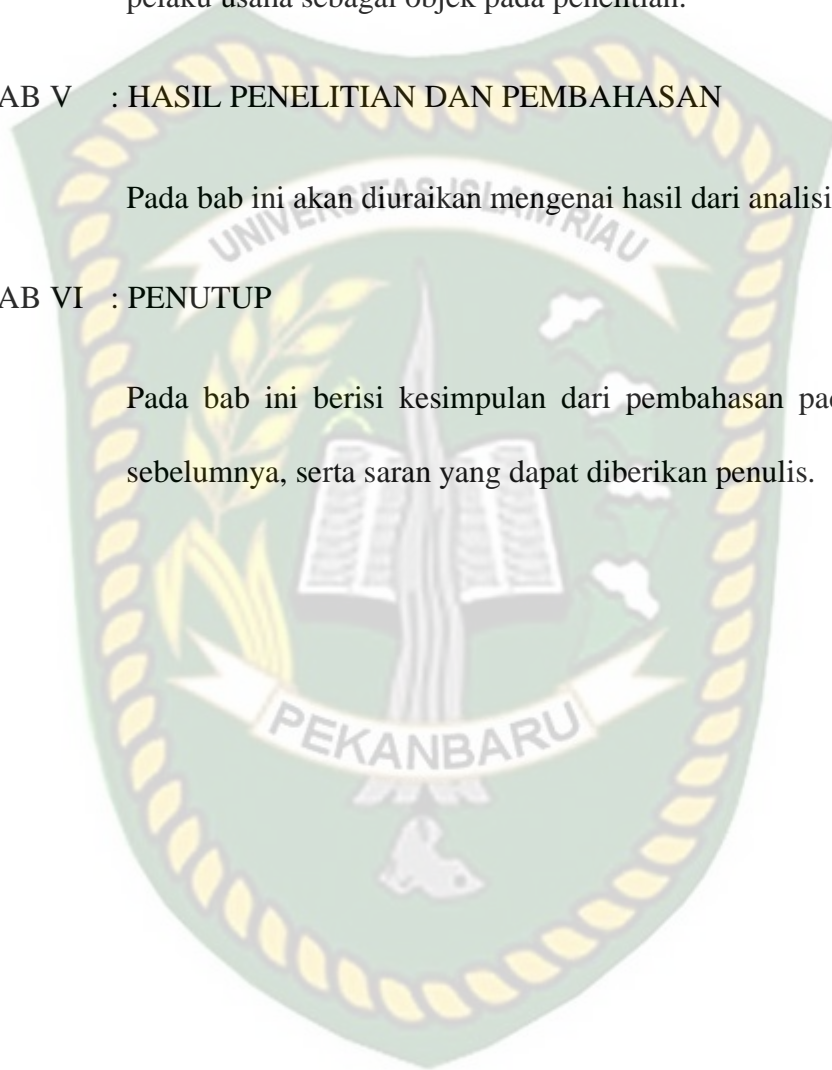 pelaku usaha sebagai objek pada penelitian.
AB V : HASIL PENELITIAN DAN PEMBAHASAN
Pada bab ini akan diuraikan mengenai hasil dari analisi
UNIVERSITAS ISLAM RIAU
AB VI : PENUTUP
Pada bab ini berisi kesimpulan dari pembahasan pad
sebelumnya, serta saran yang dapat diberikan penulis.
PEKANBARU